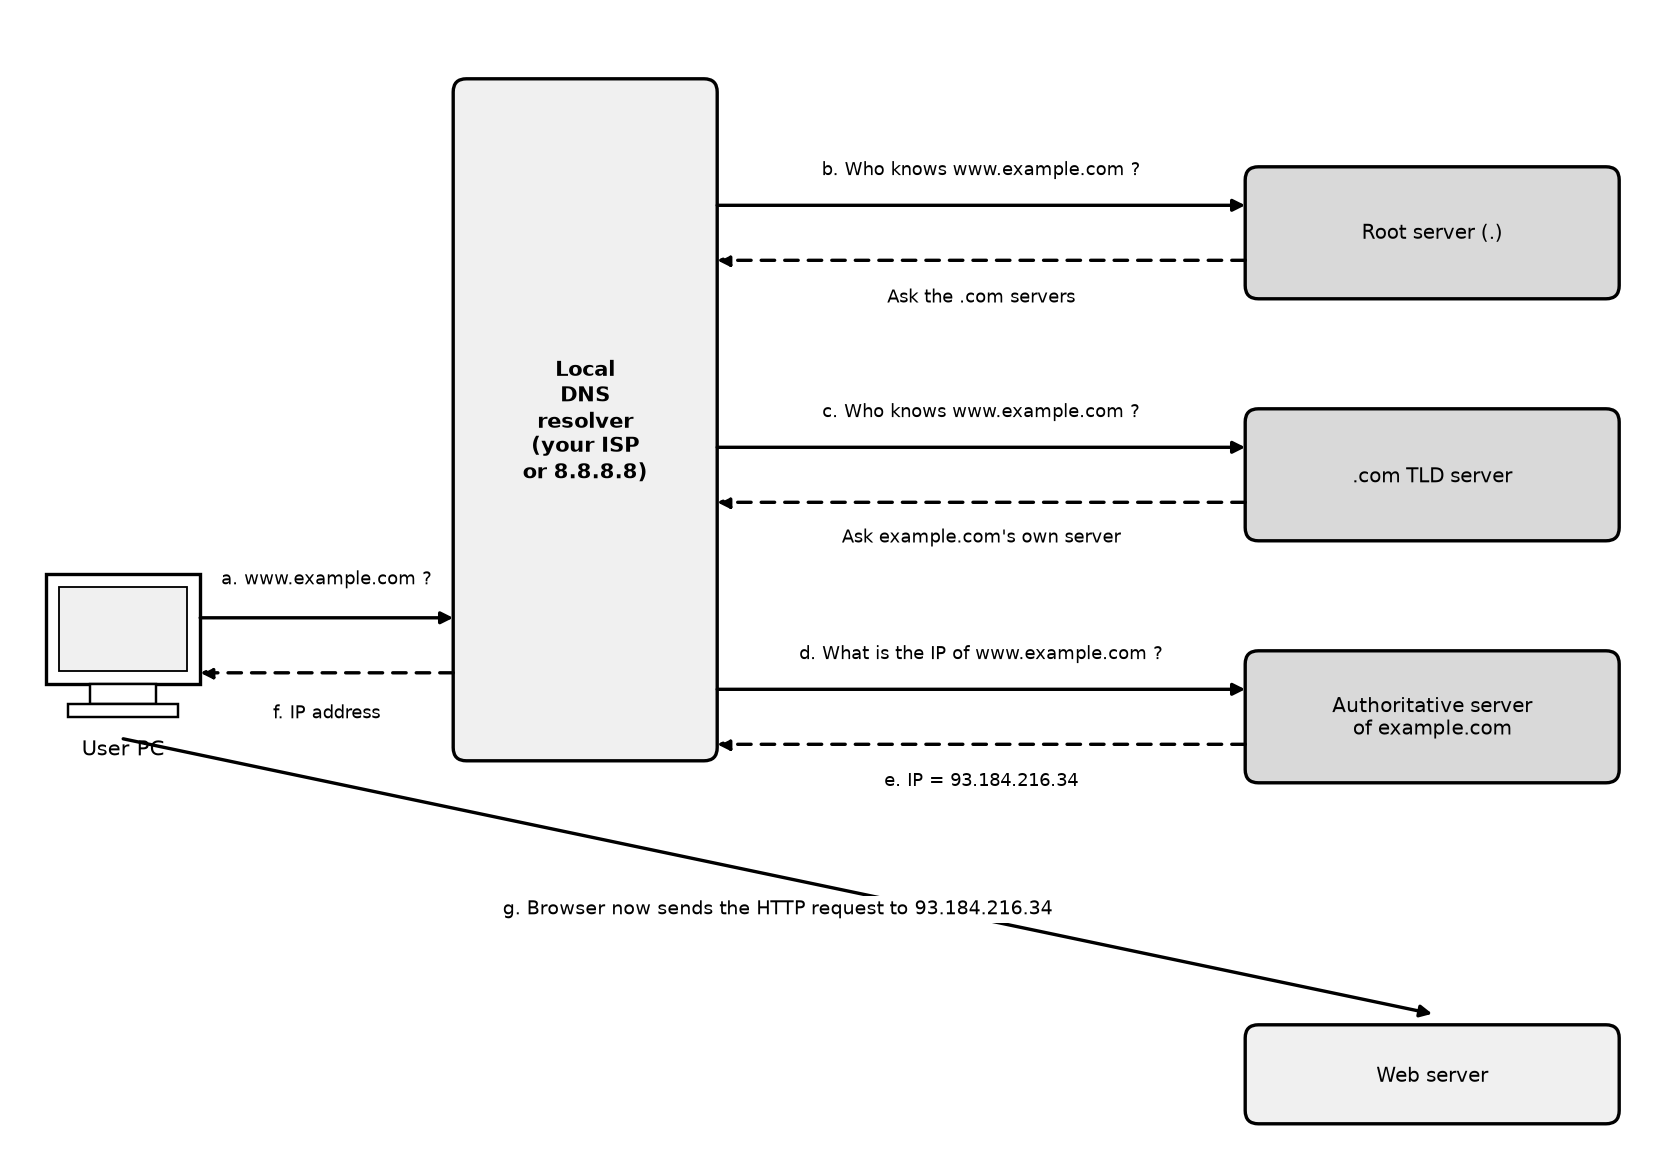 b. Who knows www.example.com ?
Root server (.)
Ask the .com servers
Local
DNS
resolver
(your ISP
or 8.8.8.8)
c. Who knows www.example.com ?
.com TLD server
Ask example.com's own server
a. www.example.com ?
d. What is the IP of www.example.com ?
Authoritative server
of example.com
f. IP address
User PC
e. IP = 93.184.216.34
g. Browser now sends the HTTP request to 93.184.216.34
Web server